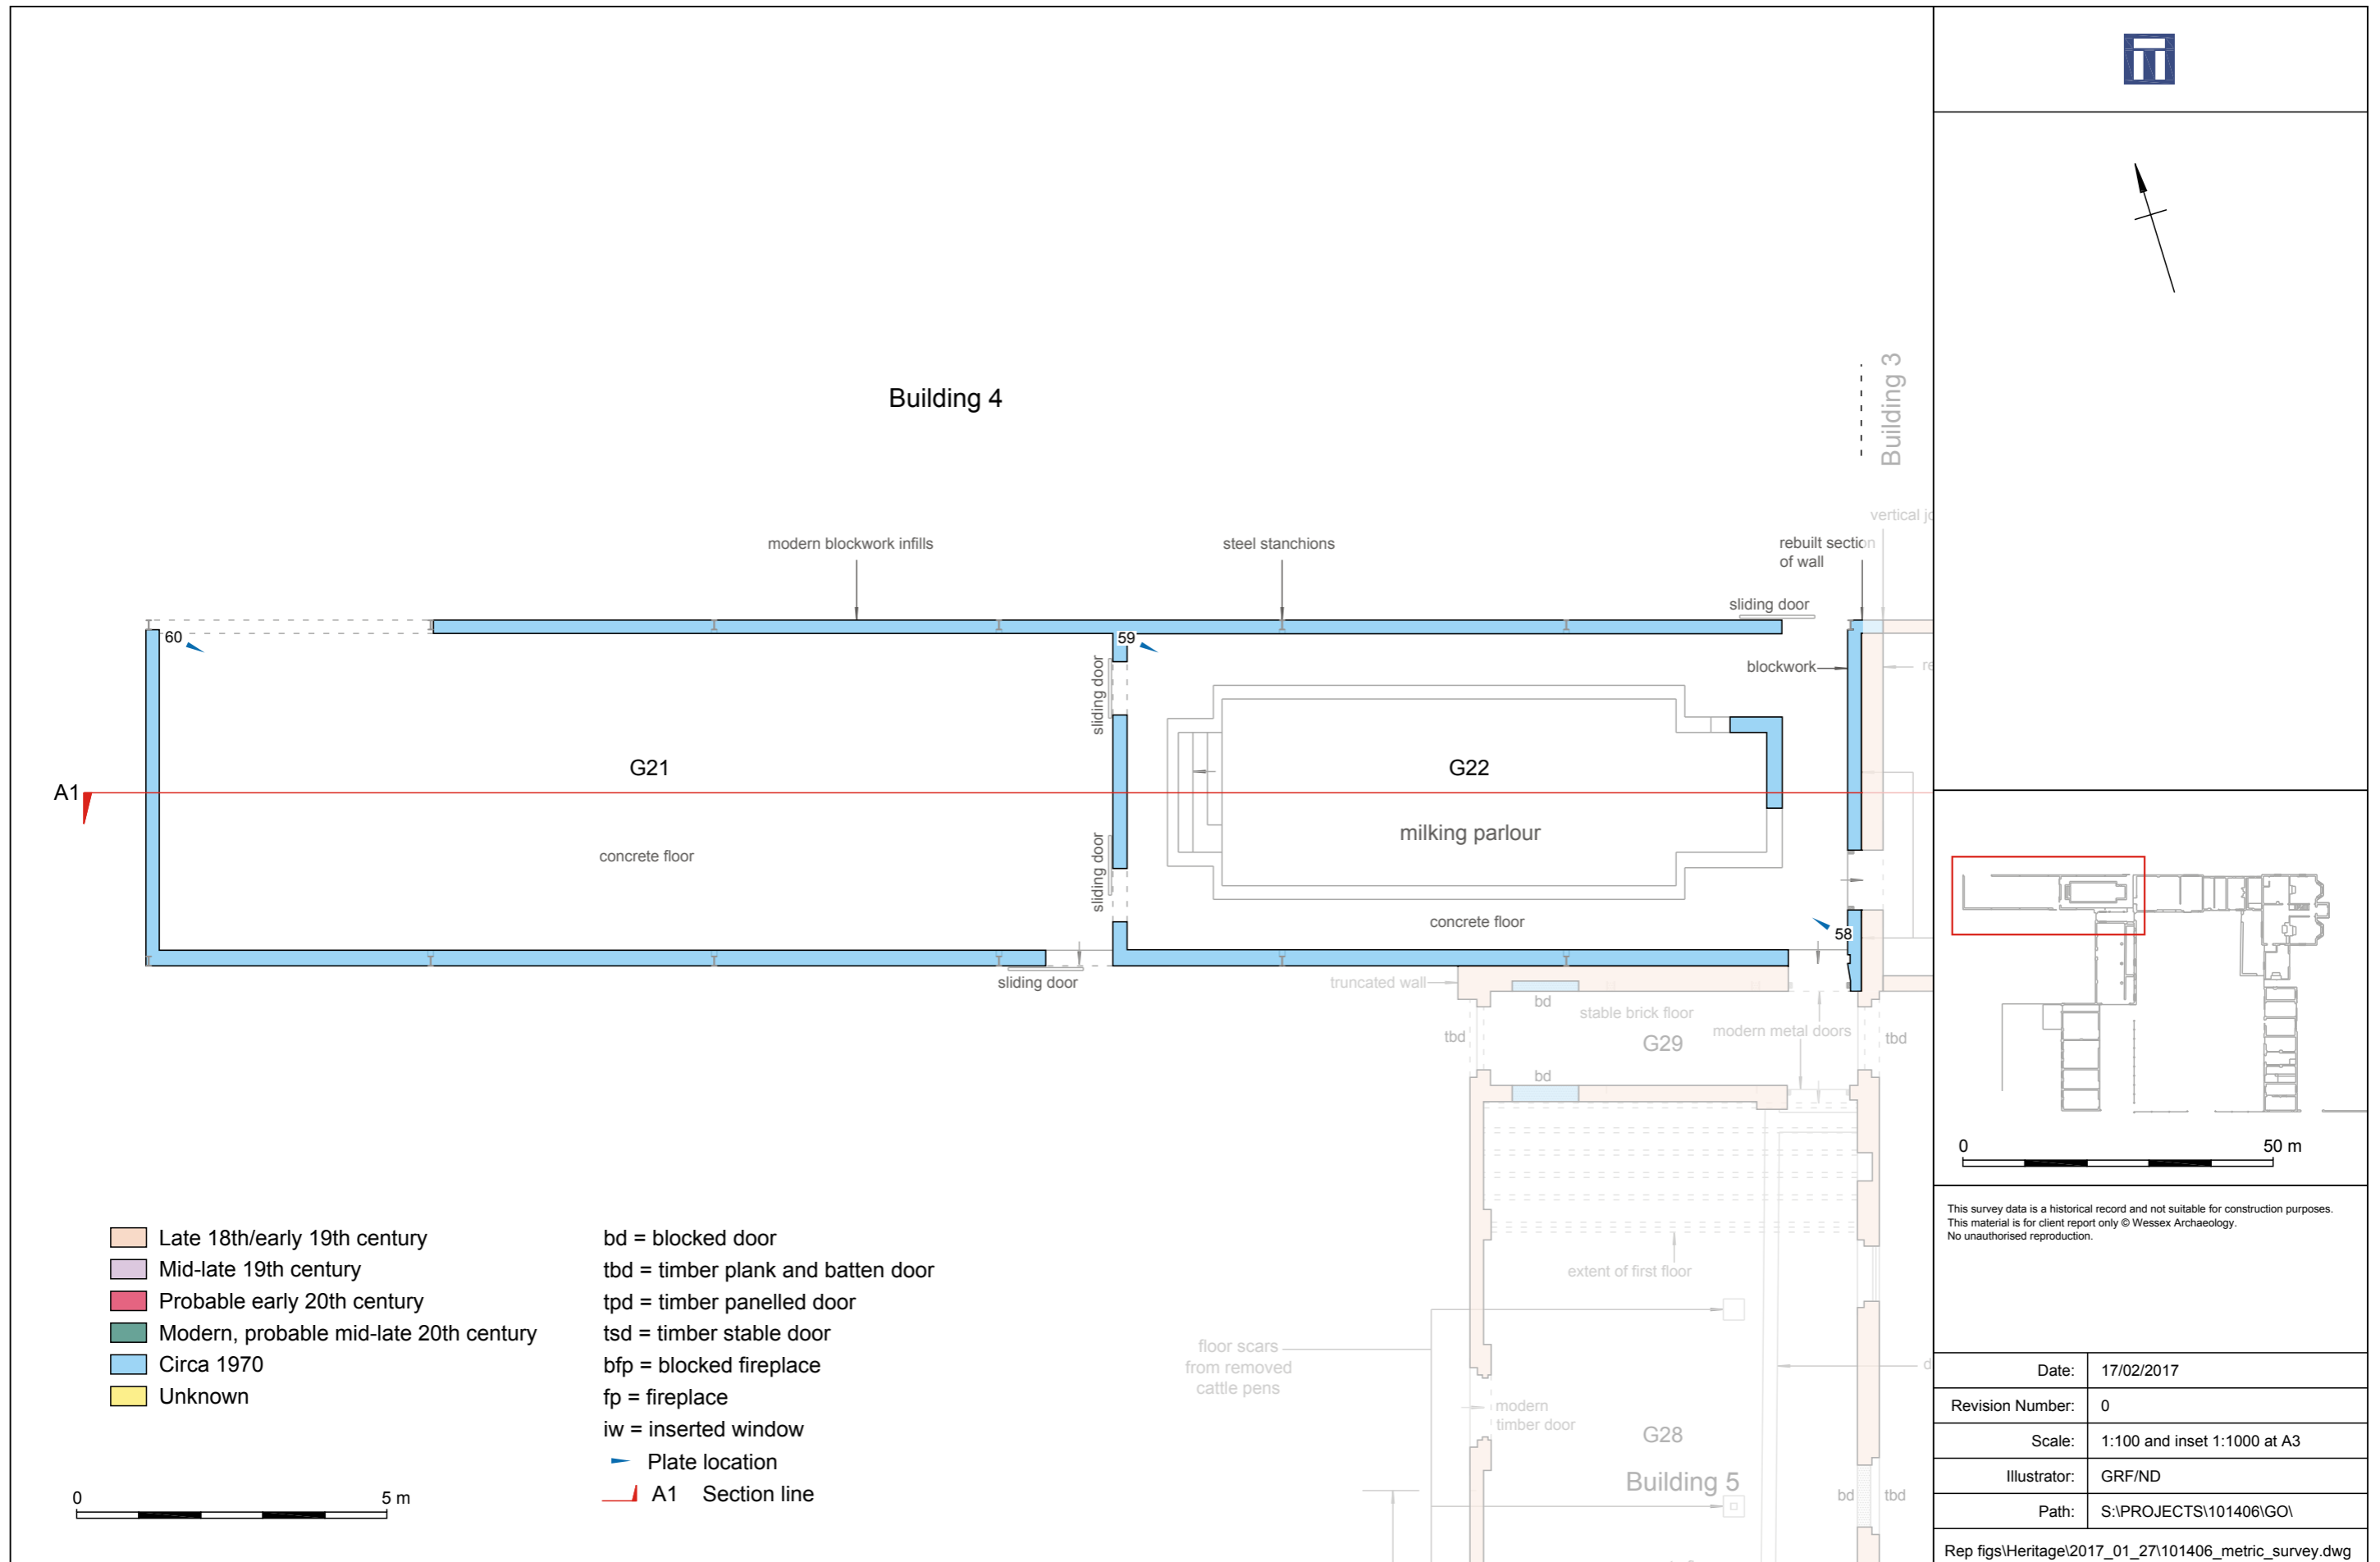 Building 4
Building 3
vertical jo
modern blockwork infills
steel stanchions
rebuilt section
of wall
sliding door
60
59
sliding door
blockwork
re
G21
G22
A1
milking parlour
concrete floor
sliding door
concrete floor
58
sliding door
truncated wall
bd
stable brick floor
modern metal doors
tbd
G29
tbd
bd
extent of first floor
floor scars
from removed
cattle pens
d
modern
timber door
G28
Building 5
bd
tbd
Late 18th/early 19th century
Mid-late 19th century
Probable early 20th century
Modern, probable mid-late 20th century
Circa 1970
Unknown
bd = blocked door
tbd = timber plank and batten door
tpd = timber panelled door
tsd = timber stable door
bfp = blocked fireplace
fp = fireplace
iw = inserted window
Plate location
A1 Section line
0 5 m
0 50 m
This survey data is a historical record and not suitable for construction purposes.
This material is for client report only © Wessex Archaeology.
No unauthorised reproduction.
Date: 17/02/2017
Revision Number: 0
Scale: 1:100 and inset 1:1000 at A3
Illustrator: GRF/ND
Path: S:\PROJECTS\101406\GO\
Rep figs\Heritage\2017_01_27\101406_metric_survey.dwg